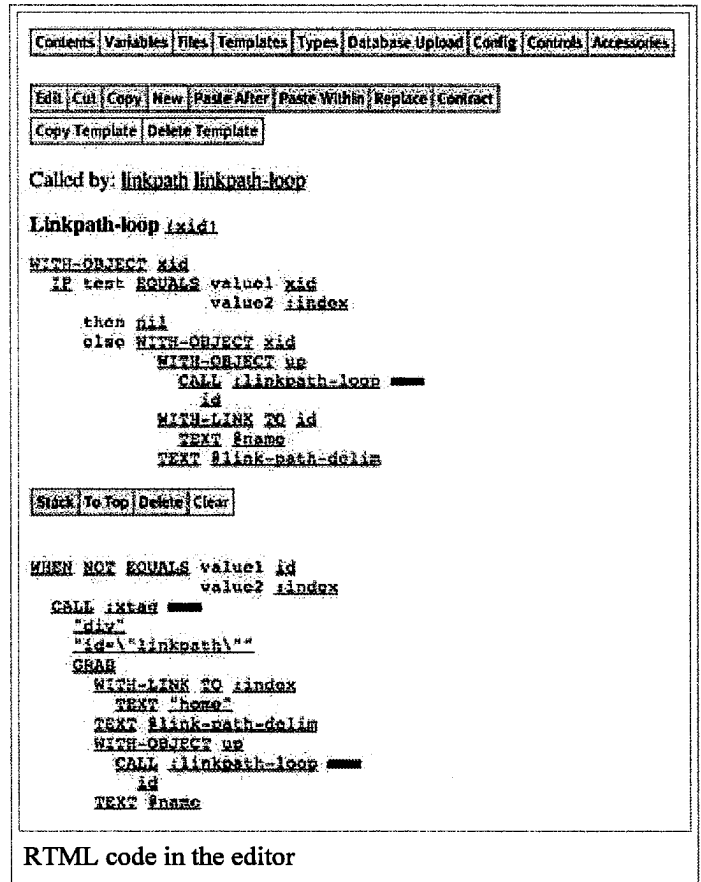 Contents Variables Files Templates Types Database Upload Config Controls Accessories
Edit Cut Copy New Paste After Paste Within Replace Contract
Copy Template Delete Template
Called by: linkpath linkpath-loop
Linkpath-loop :xid!
WITH-OBJECT xid
IF test EQUALS value1 xid
value2 :index
then nil
else WITH-OBJECT xid
WITH-OBJECT up
CALL :linkpath-loop
id
WITH-LINK TO id
TEXT @name
TEXT @link-path-delim
Stack To Top Delete Clear
WHEN NOT EQUALS value1 id
value2 :index
CALL :xtag
"div"
"id=\"linkpath\""
GRAB
WITH-LINK TO :index
TEXT "home"
TEXT @link-path-delim
WITH-OBJECT up
CALL :linkpath-loop
id
TEXT @name
RTML code in the editor